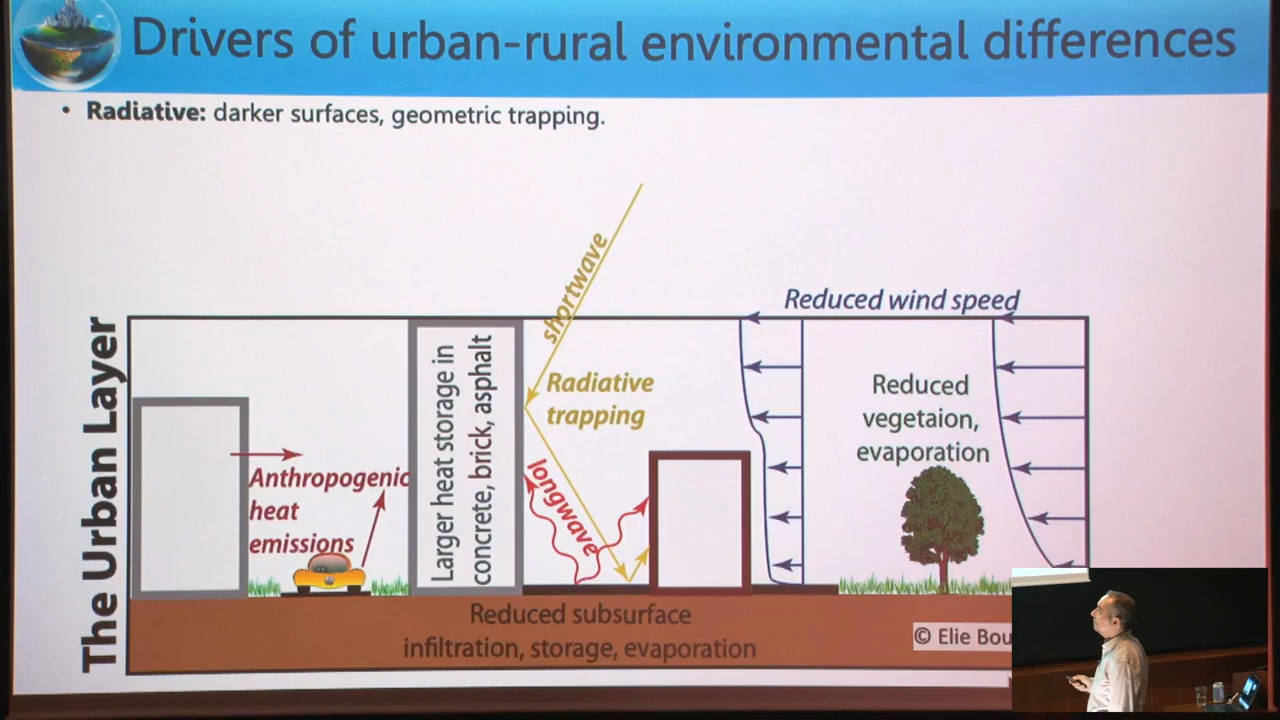 Drivers of urban-rural environmental differences
• Radiative: darker surfaces, geometric trapping.
shortwave
Reduced wind speed
The Urban Layer
Larger heat storage in
concrete, brick, asphalt
Radiative
trapping
Reduced
vegetaion,
evaporation
Anthropogenic
heat
emissions
longwave
Reduced subsurface
infiltration, storage, evaporation
© Elie Bou